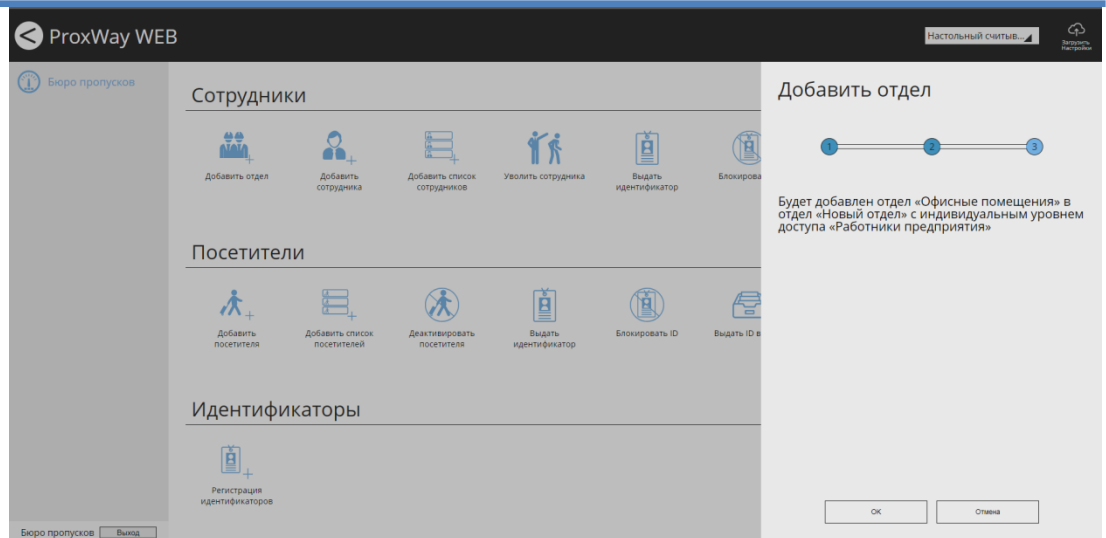 ProxWay WEB
Настольный считыв...
Загрузить
Настройки
Бюро пропусков
Сотрудники
Добавить отдел
Добавить
сотрудника
Добавить список
сотрудников
Уволить сотрудника
Выдать
идентификатор
Блокирова
Посетители
Добавить
посетителя
Добавить список
посетителей
Деактивировать
посетителя
Выдать
идентификатор
Блокировать ID
Выдать ID в
Идентификаторы
Регистрация
идентификаторов
Бюро пропусков
Выход
Добавить отдел
1
2
3
Будет добавлен отдел «Офисные помещения» в
отдел «Новый отдел» с индивидуальным уровнем
доступа «Работники предприятия»
OK
Отмена